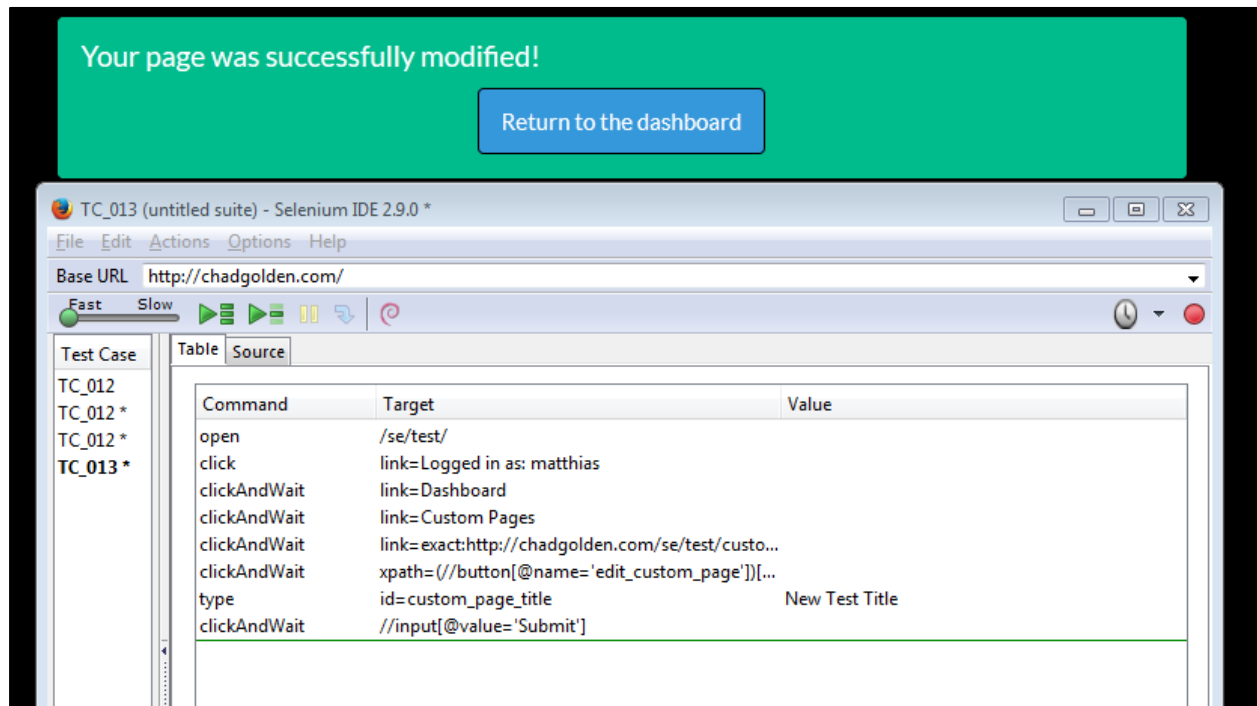 Your page was successfully modified!
Return to the dashboard
TC_013 (untitled suite) - Selenium IDE 2.9.0 *
File Edit Actions Options Help
Base URL http://chadgolden.com/
Fast Slow
Test Case Table Source
TC_012
TC_012 *
TC_012 *
TC_013 *
Command Target Value
open /se/test/
click link=Logged in as: matthias
clickAndWait link=Dashboard
clickAndWait link=Custom Pages
clickAndWait link=exact:http://chadgolden.com/se/test/custo...
clickAndWait xpath=(//button[@name='edit_custom_page'])[...
type id=custom_page_title New Test Title
clickAndWait //input[@value='Submit']